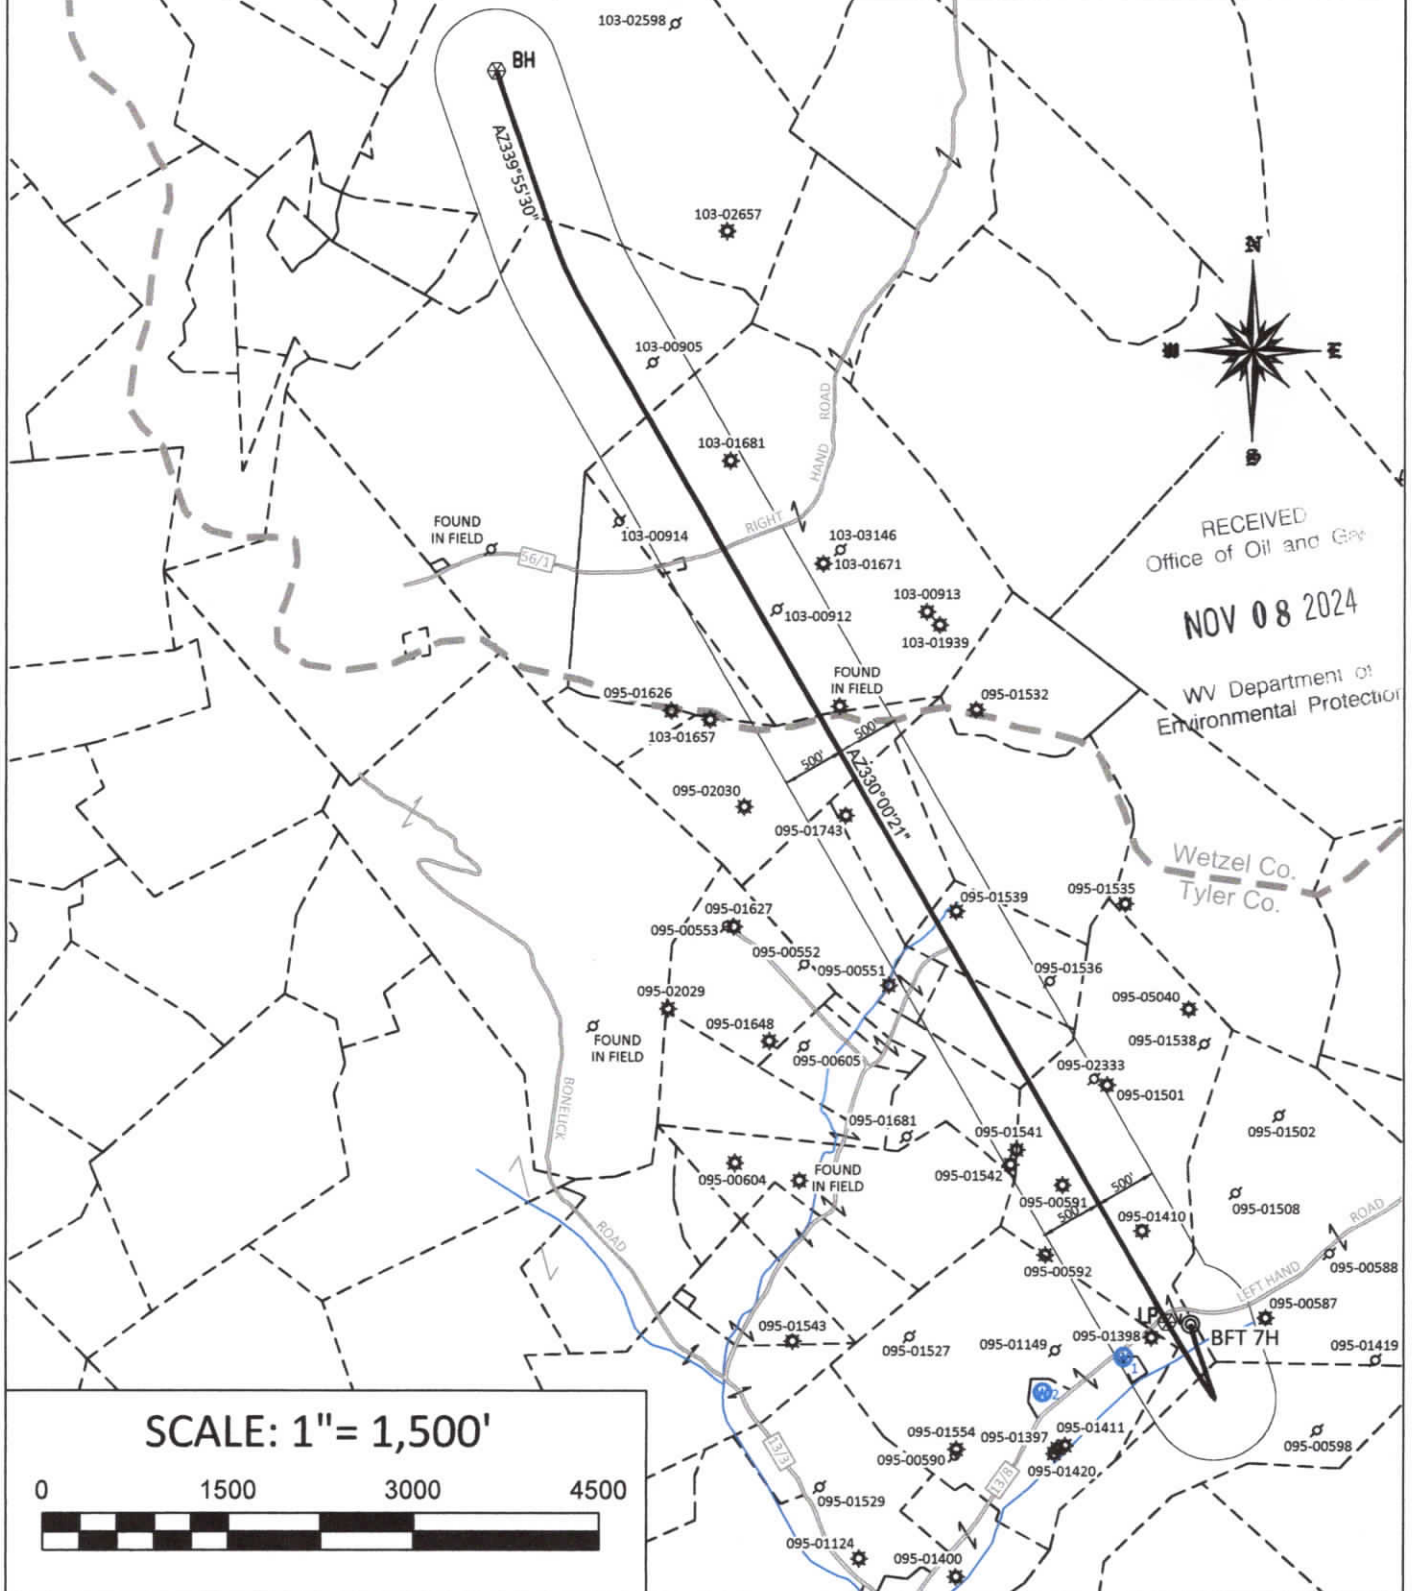 103-02598
BH
AZ339°55'30"
103-02657
N
E
S
103-00905
ROAD
HAND
RIGHT
103-01681
FOUND
IN FIELD
103-00914
56/1
103-03146
103-01671
RECEIVED
Office of Oil and
NOV 08 2024
WV Department of
Environmental Protection
103-00913
103-01939
103-00912
FOUND
IN FIELD
095-01626
095-01532
103-01657
500'
500'
AZ330°00'21"
095-02030
095-01743
Wetzel Co.
Tyler Co.
095-01535
095-01539
095-01627
095-00553
095-00552
095-00551
095-01536
095-02029
095-05040
095-01648
095-01538
FOUND
IN FIELD
095-00605
095-02333
095-01501
BONELICK
095-01681
095-01502
095-01541
095-01542
095-00604
FOUND
IN FIELD
500'
095-00591
500'
095-01508
095-01410
ROAD
ROAD
095-00592
095-00588
LEFT HAND
095-00587
LP
BFT 7H
095-01543
095-01527
095-01149
095-01398
095-01419
SCALE: 1"= 1,500'
0 1500 3000 4500
13/3
095-01554
095-01397
095-01411
095-00590
095-01420
095-00598
13/8
095-01529
095-01124
095-01400